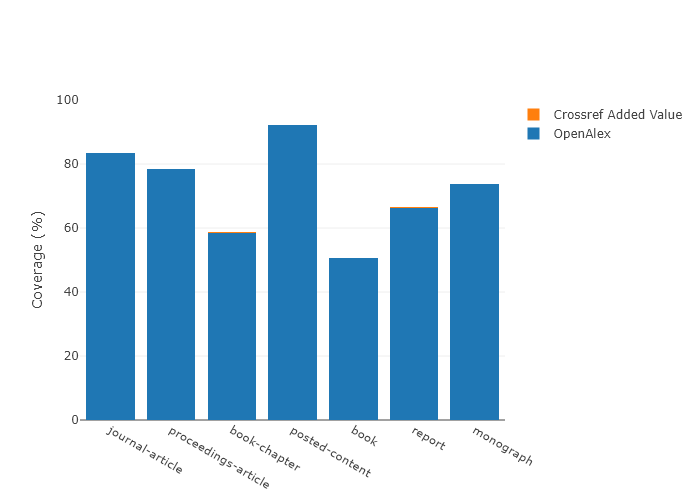 Crossref Added Value
OpenAlex
100
80
60
40
20
0
Coverage (%)
journal-article
proceedings-article
book-chapter
posted-content
book
report
monograph